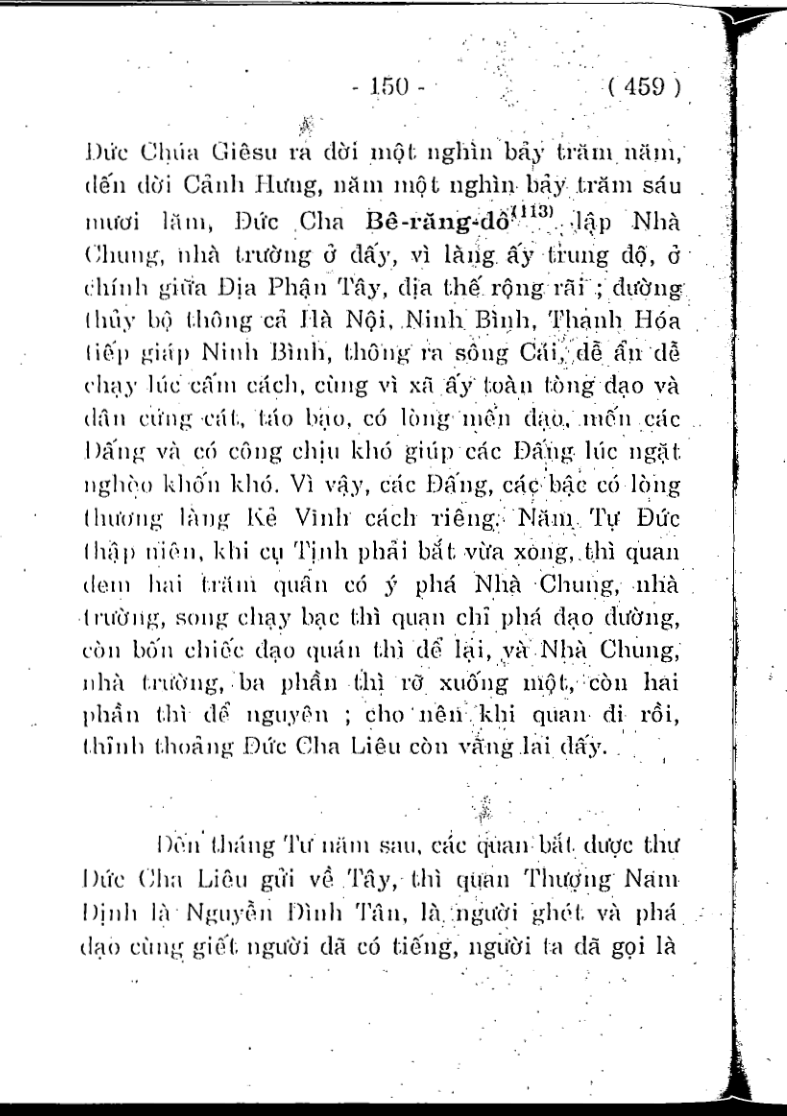 - 150 - ( 459 )
Đức Chúa Giêsu ra đời một nghìn bảy trăm năm,
đến đời Cảnh Hưng, năm một nghìn bảy trăm sáu
mươi lăm, Đức Cha Bê-răng-đô(113) lập Nhà
Chung, nhà trường ở đấy, vì làng ấy trung độ, ở
chính giữa Địa Phận Tây, địa thế rộng rãi ; đường
thủy bộ thông cả Hà Nội, Ninh Bình, Thanh Hóa
tiếp giáp Ninh Bình, thông ra sông Cái, dễ ẩn dễ
chạy lúc cấm cách, cùng vì xã ấy toàn tòng đạo và
dân cứng cát, táo bạo, có lòng mến đạo, mến các
Đấng và có công chịu khó giúp các Đấng lúc ngặt
nghèo khốn khó. Vì vậy, các Đấng, các bậc có lòng
thương làng Kẻ Vĩnh cách riêng. Năm Tự Đức
thập niên, khi cụ Tịnh phải bắt vừa xong, thì quan
đem hai trăm quân có ý phá Nhà Chung, nhà
trường, song chạy bạc thì quan chỉ phá đạo đường,
còn bốn chiếc đạo quán thì để lại, và Nhà Chung,
nhà trường, ba phần thì rỡ xuống một, còn hai
phần thì để nguyên ; cho nên khi quan đi rồi,
thỉnh thoảng Đức Cha Liêu còn vãng lai đấy.
Đến tháng Tư năm sau, các quan bắt được thư
Đức Cha Liêu gửi về Tây, thì quan Thượng Nam
Định là Nguyễn Đình Tân, là người ghét và phá
đạo cùng giết người đã có tiếng, người ta đã gọi là